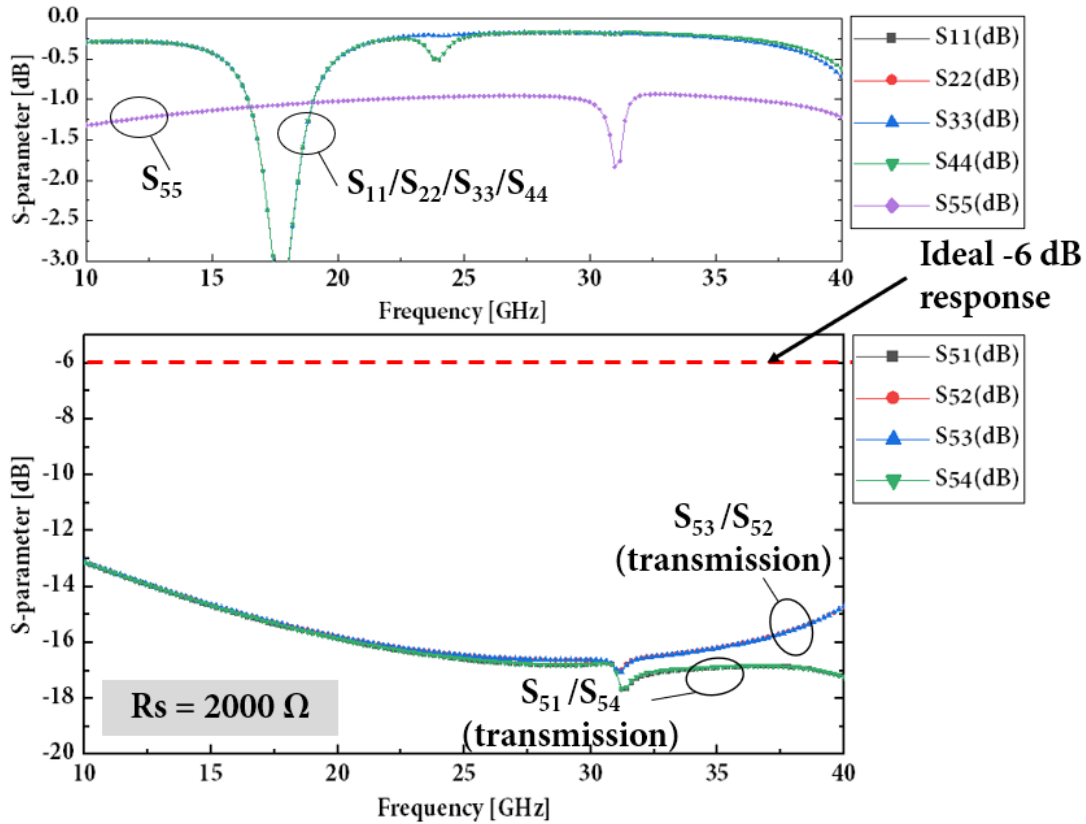 0.0
-0.5
-1.0
-1.5
-2.0
-2.5
-3.0
S-parameter [dB]
S55
S11/S22/S33/S44
10 15 20 25 30 35 40
Frequency [GHz]
S11(dB)
S22(dB)
S33(dB)
S44(dB)
S55(dB)
Ideal -6 dB
response
-6
-8
-10
-12
-14
-16
-18
-20
S-parameter [dB]
S53/S52
(transmission)
S51/S54
(transmission)
Rs = 2000 Ω
10 15 20 25 30 35 40
Frequency [GHz]
S51(dB)
S52(dB)
S53(dB)
S54(dB)